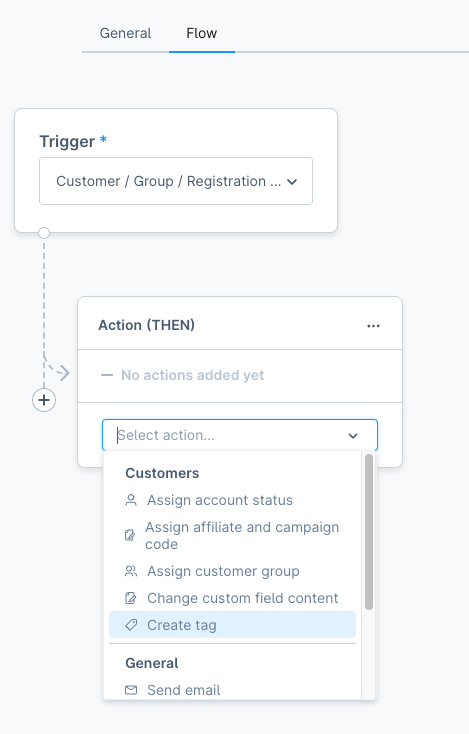 General Flow
Trigger *
Customer / Group / Registration ...
Action (THEN)
...
No actions added yet
Select action...
Customers
Assign account status
Assign affiliate and campaign
code
Assign customer group
Change custom field content
Create tag
General
Send email